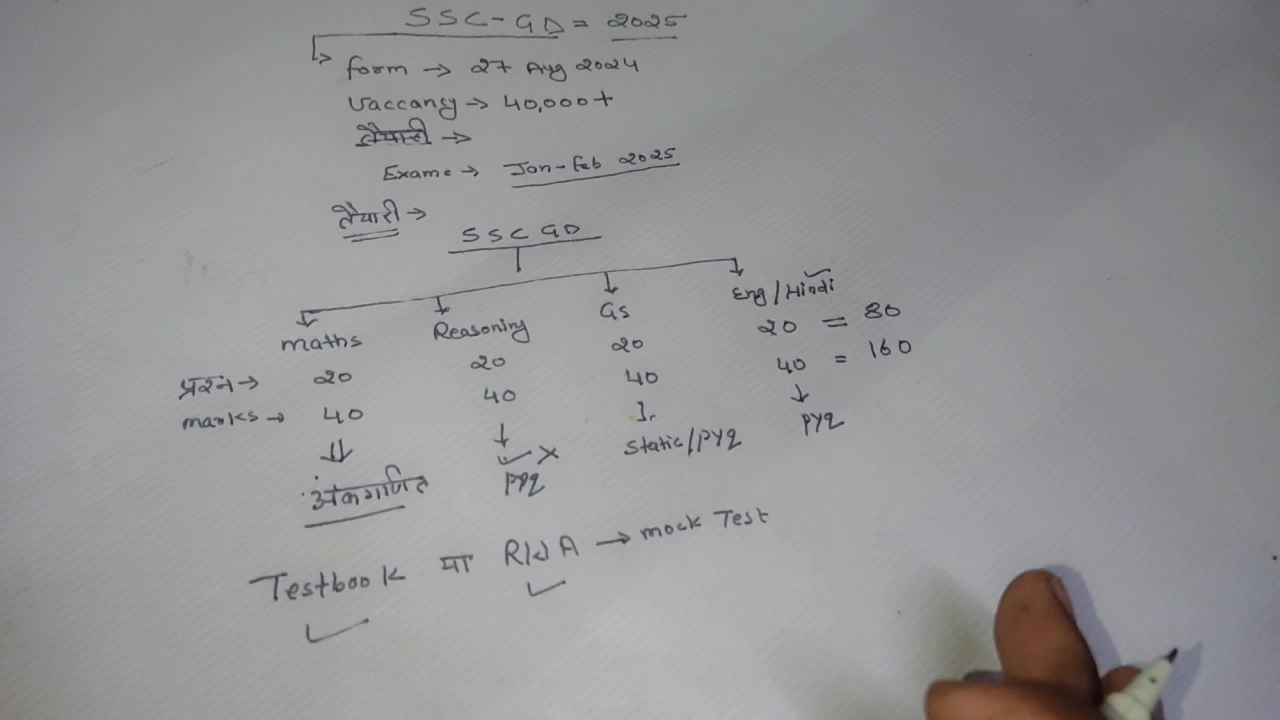 SSC-GD = 2025
form → 27 Aug 2024
Vaccancy → 40,000+
तैयारी →
Exame → Jan-Feb 2025
तैयारी →
SSC GD
maths Reasoning GS Eng/Hindi
प्रश्न → 20 20 20 20 = 80
marks → 40 40 40 40 = 160
अंकगणित PYQ Static/PYQ PYQ
Testbook या RWA → mock Test